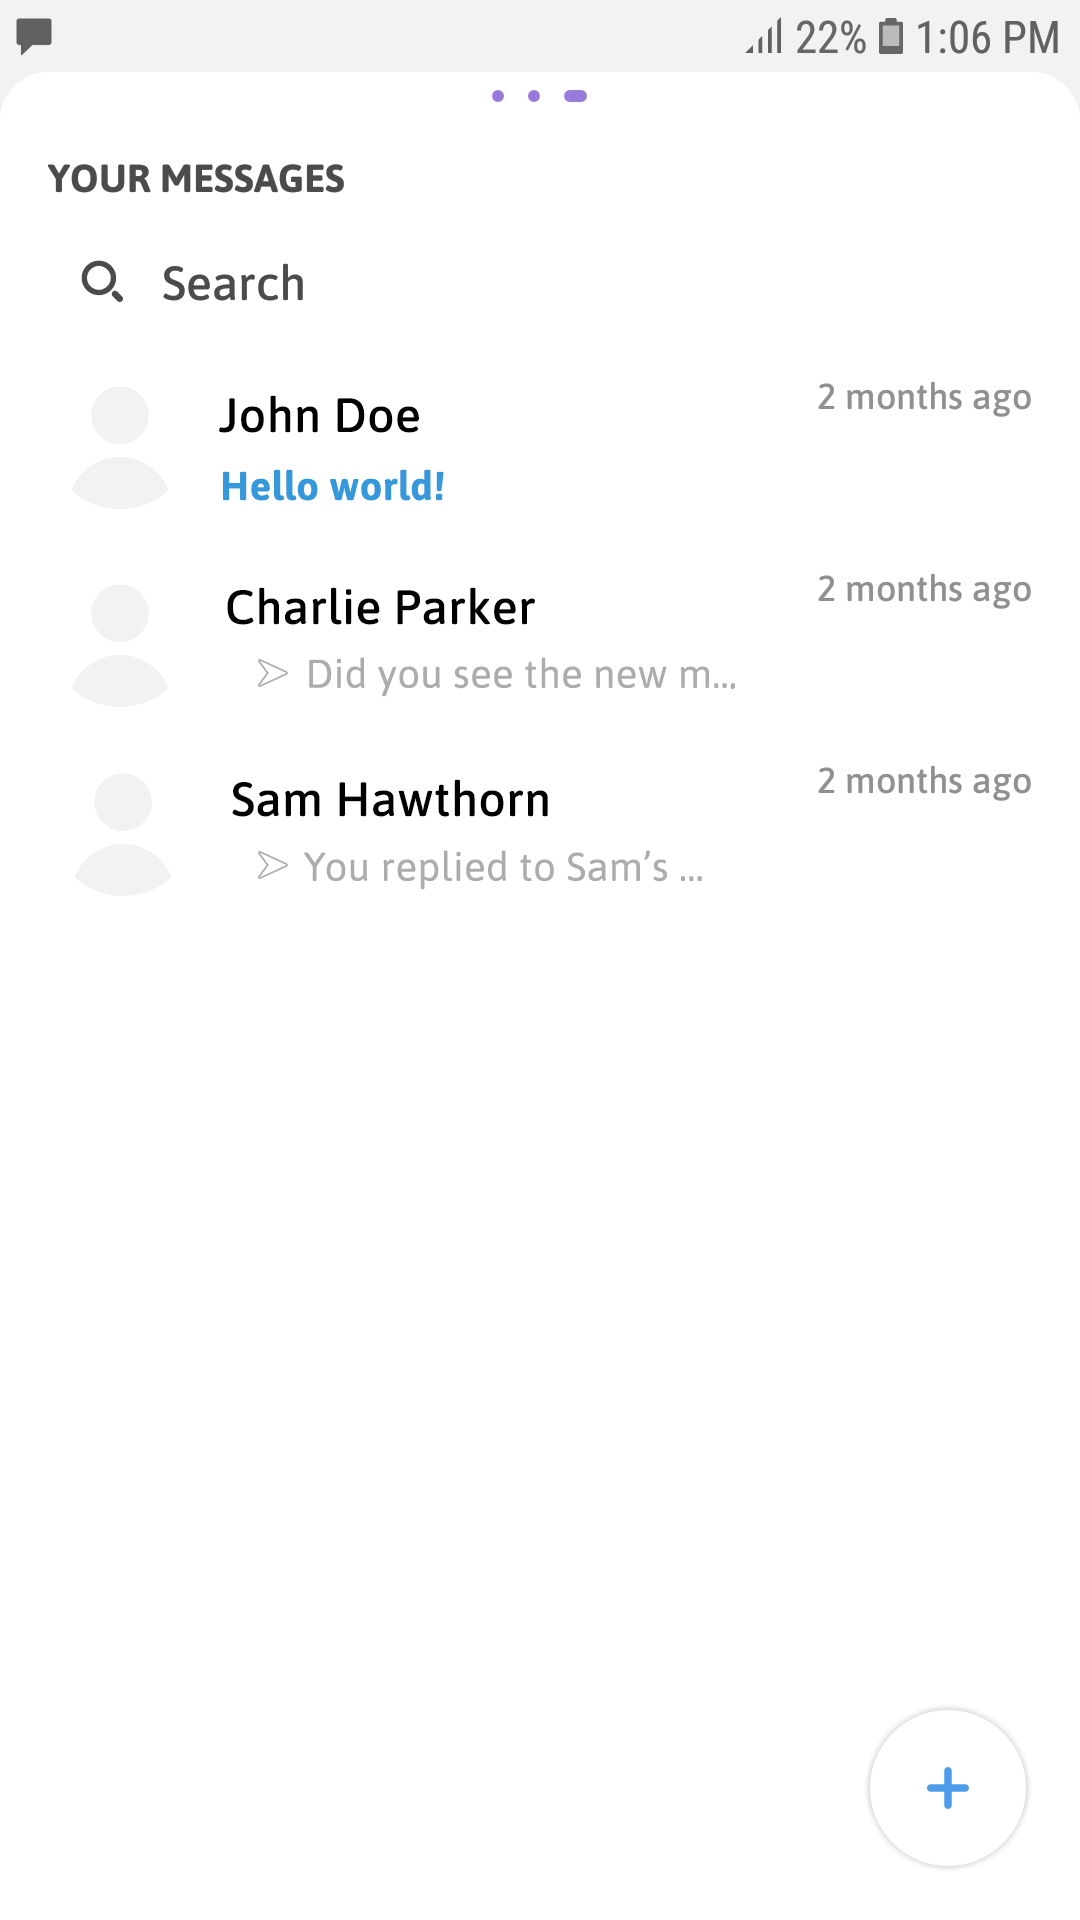 22% 1:06 PM
YOUR MESSAGES
Search
John Doe
2 months ago
Hello world!
Charlie Parker
2 months ago
Did you see the new m...
Sam Hawthorn
2 months ago
You replied to Sam’s ...